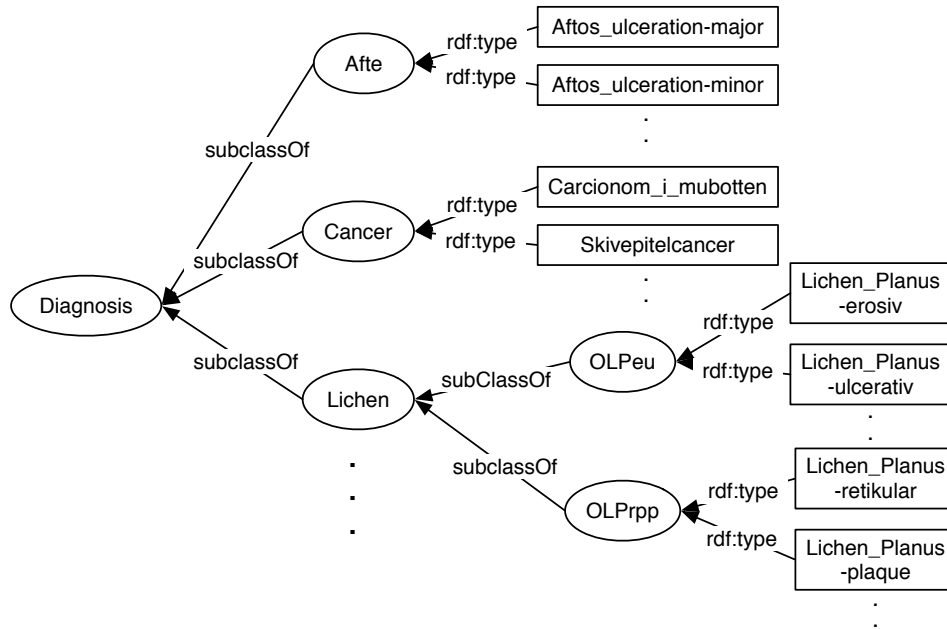 Aftos_ulceration-major
rdf:type
Afte
rdf:type
Aftos_ulceration-minor
subclassOf
Carcionom_i_mubotten
rdf:type
Cancer
rdf:type
Skivepitelcancer
subclassOf
Diagnosis
Lichen_Planus
-erosiv
rdf:type
OLPeu
subclassOf
subClassOf
rdf:type
Lichen_Planus
-ulcerativ
Lichen
subclassOf
Lichen_Planus
-retikular
rdf:type
OLPrpp
rdf:type
Lichen_Planus
-plaque